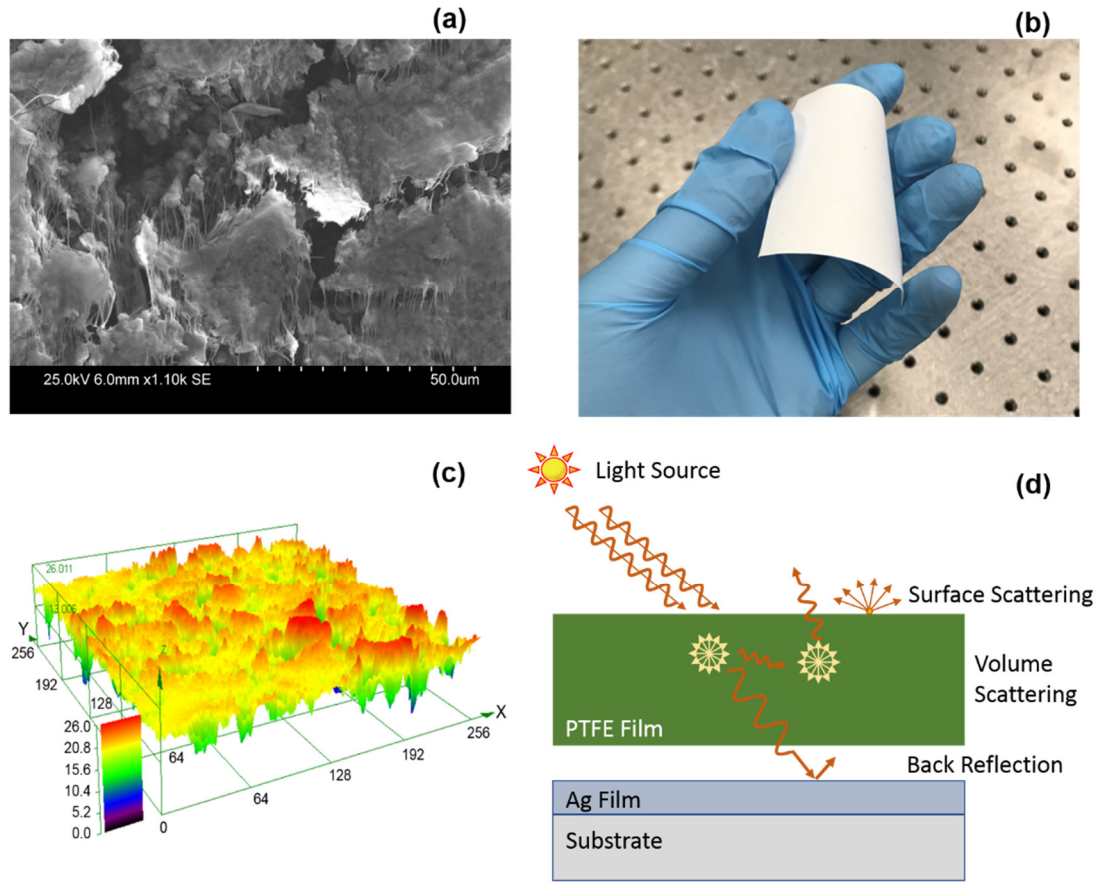 (a)
(b)
25.0kV 6.0mm x1.10k SE 50.0um
(c)
(d)
Light Source
26.011
13.006
Y
Z
256
192
128
64
X
256
192
128
64
0
26.0
20.8
15.6
10.4
5.2
0.0
Surface Scattering
Volume
Scattering
PTFE Film
Back Reflection
Ag Film
Substrate